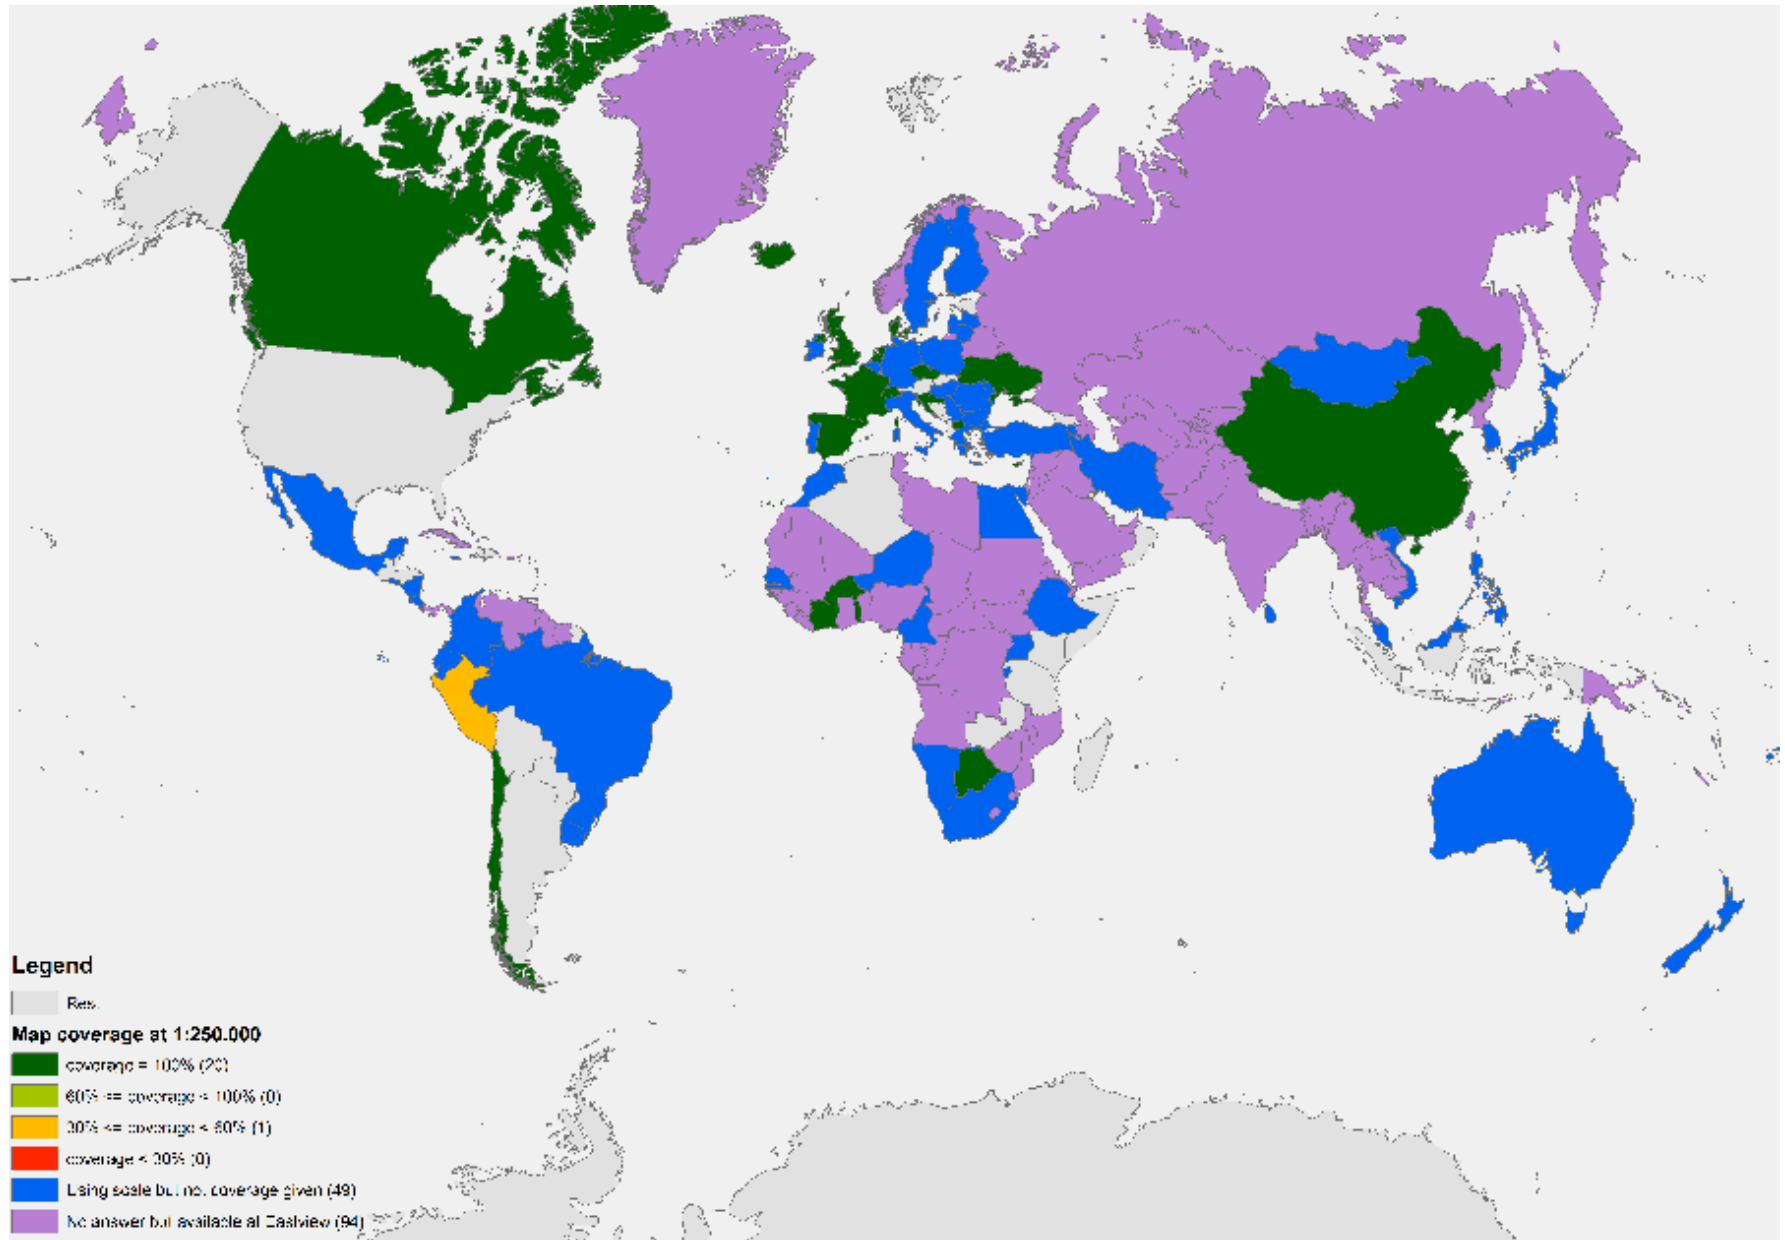 Legend
Res.
Map coverage at 1:250.000
coverage = 100% (20)
60% <= coverage < 100% (0)
30% <= coverage < 60% (1)
coverage < 30% (0)
Using scale but no coverage given (49)
No answer but available at Eastview (94)